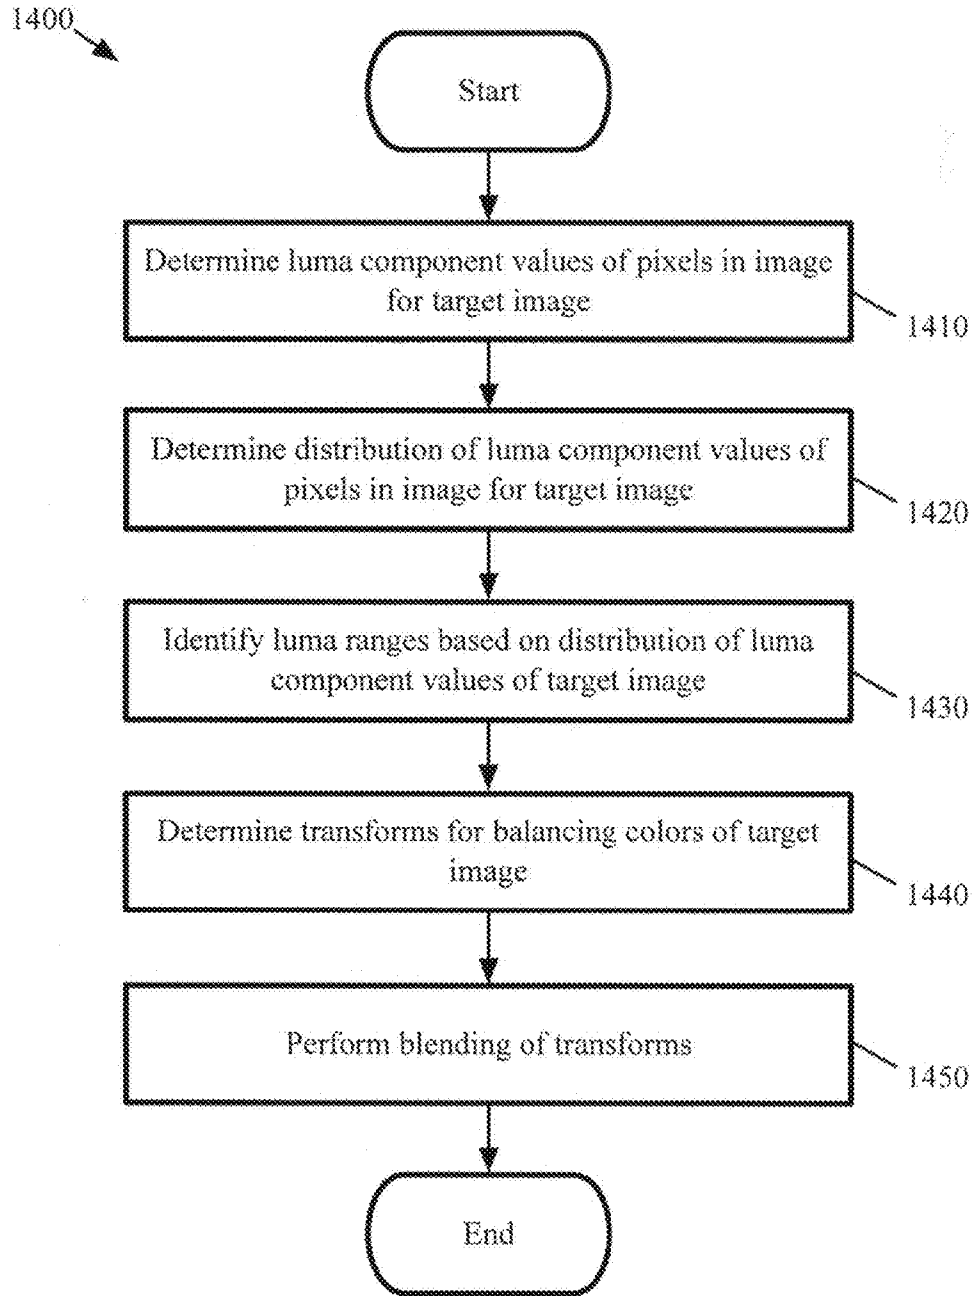 1400
Start
Determine luma component values of pixels in image
for target image
1410
Determine distribution of luma component values of
pixels in image for target image
1420
Identify luma ranges based on distribution of luma
component values of target image
1430
Determine transforms for balancing colors of target
image
1440
Perform blending of transforms
1450
End